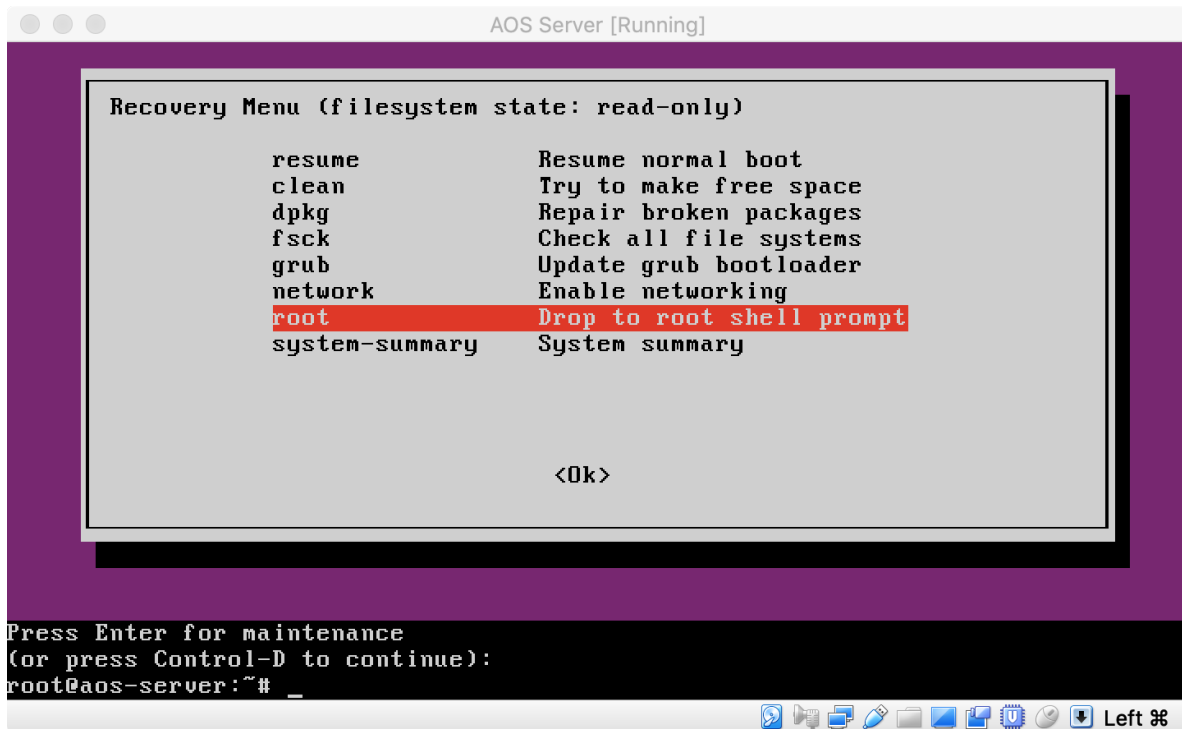 AOS Server [Running]
Recovery Menu (filesystem state: read-only)
resume Resume normal boot
clean Try to make free space
dpkg Repair broken packages
fsck Check all file systems
grub Update grub bootloader
network Enable networking
root Drop to root shell prompt
system-summary System summary
<Ok>
Press Enter for maintenance
(or press Control-D to continue):
root@aos-server:~# _
Left ⌘